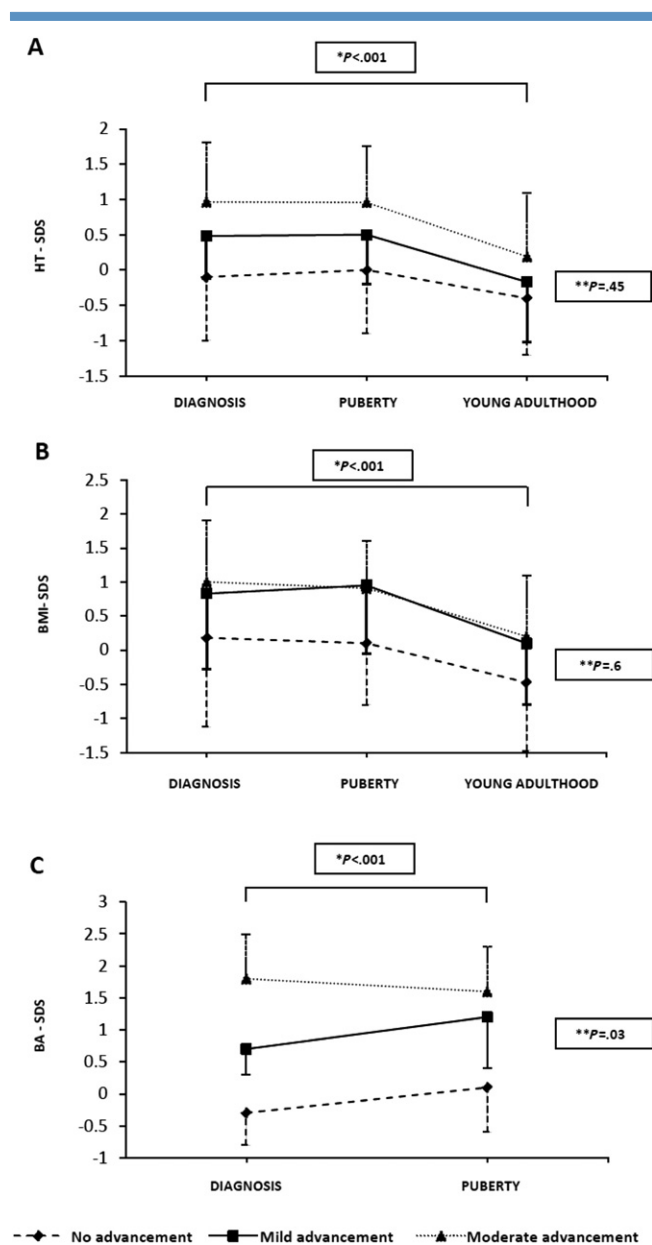 A
*P<.001
2
1.5
1
0.5
0
-0.5
-1
-1.5
HT - SDS
**P=.45
DIAGNOSIS PUBERTY YOUNG ADULTHOOD
B
*P<.001
2.5
2
1.5
1
0.5
0
-0.5
-1
-1.5
BMI- SDS
**P=.6
DIAGNOSIS PUBERTY YOUNG ADULTHOOD
C
*P<.001
3
2.5
2
1.5
1
0.5
0
-0.5
-1
BA - SDS
**P=.03
DIAGNOSIS PUBERTY
No advancement Mild advancement Moderate advancement